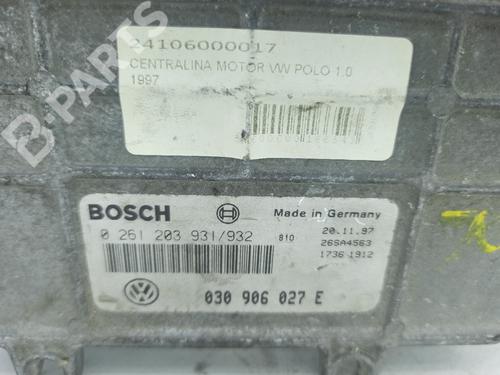 24106000017
CENTRALINA MOTOR VW POLO 1.0
1997
B-PARTS
BOSCH
Made in Germany
0 261 203 931/932
810
20.11.97
26SA4563
1736 1912
030 906 027 E